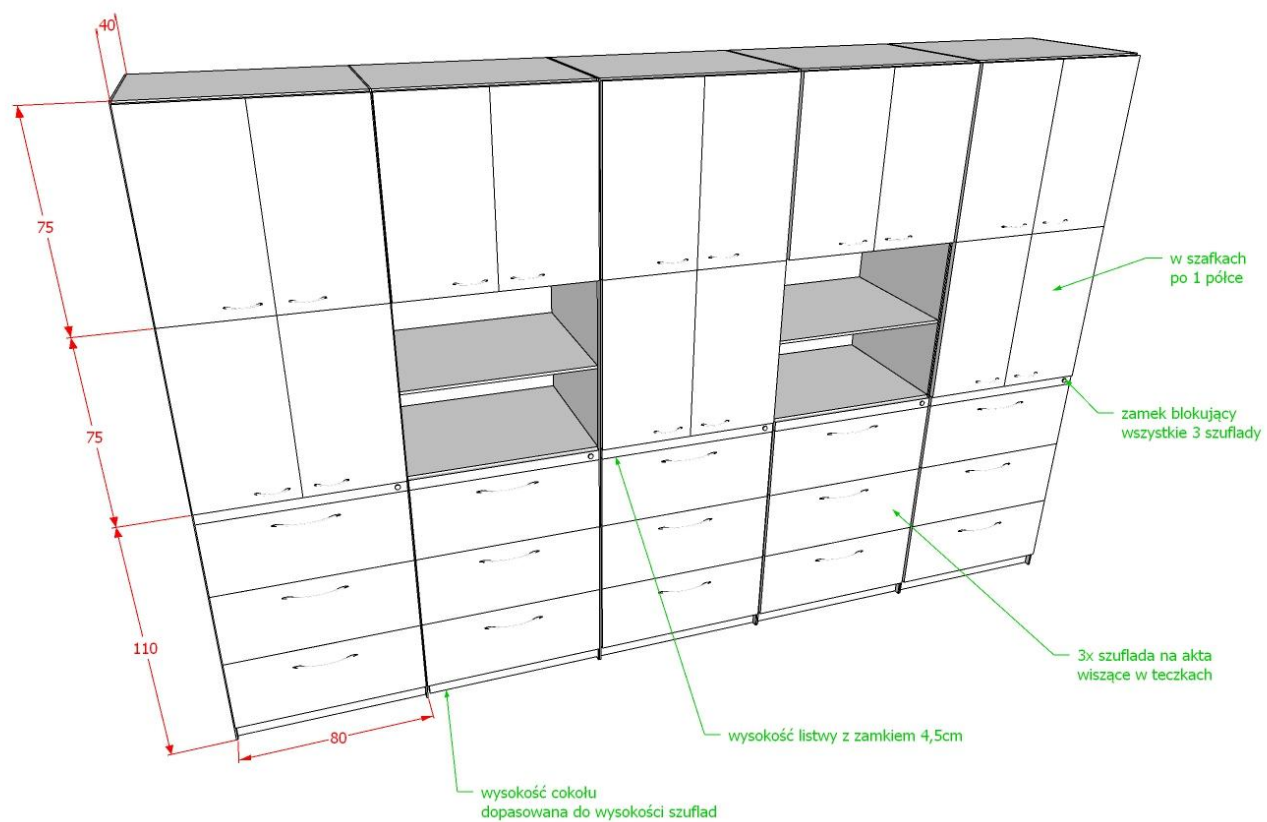 40
75
w szafkach
po 1 półce
75
zamek blokujący
wszystkie 3 szuflady
110
3x szuflada na akta
wiszące w teczkach
80
wysokość listwy z zamkiem 4,5cm
wysokość cokołu
dopasowana do wysokości szuflad